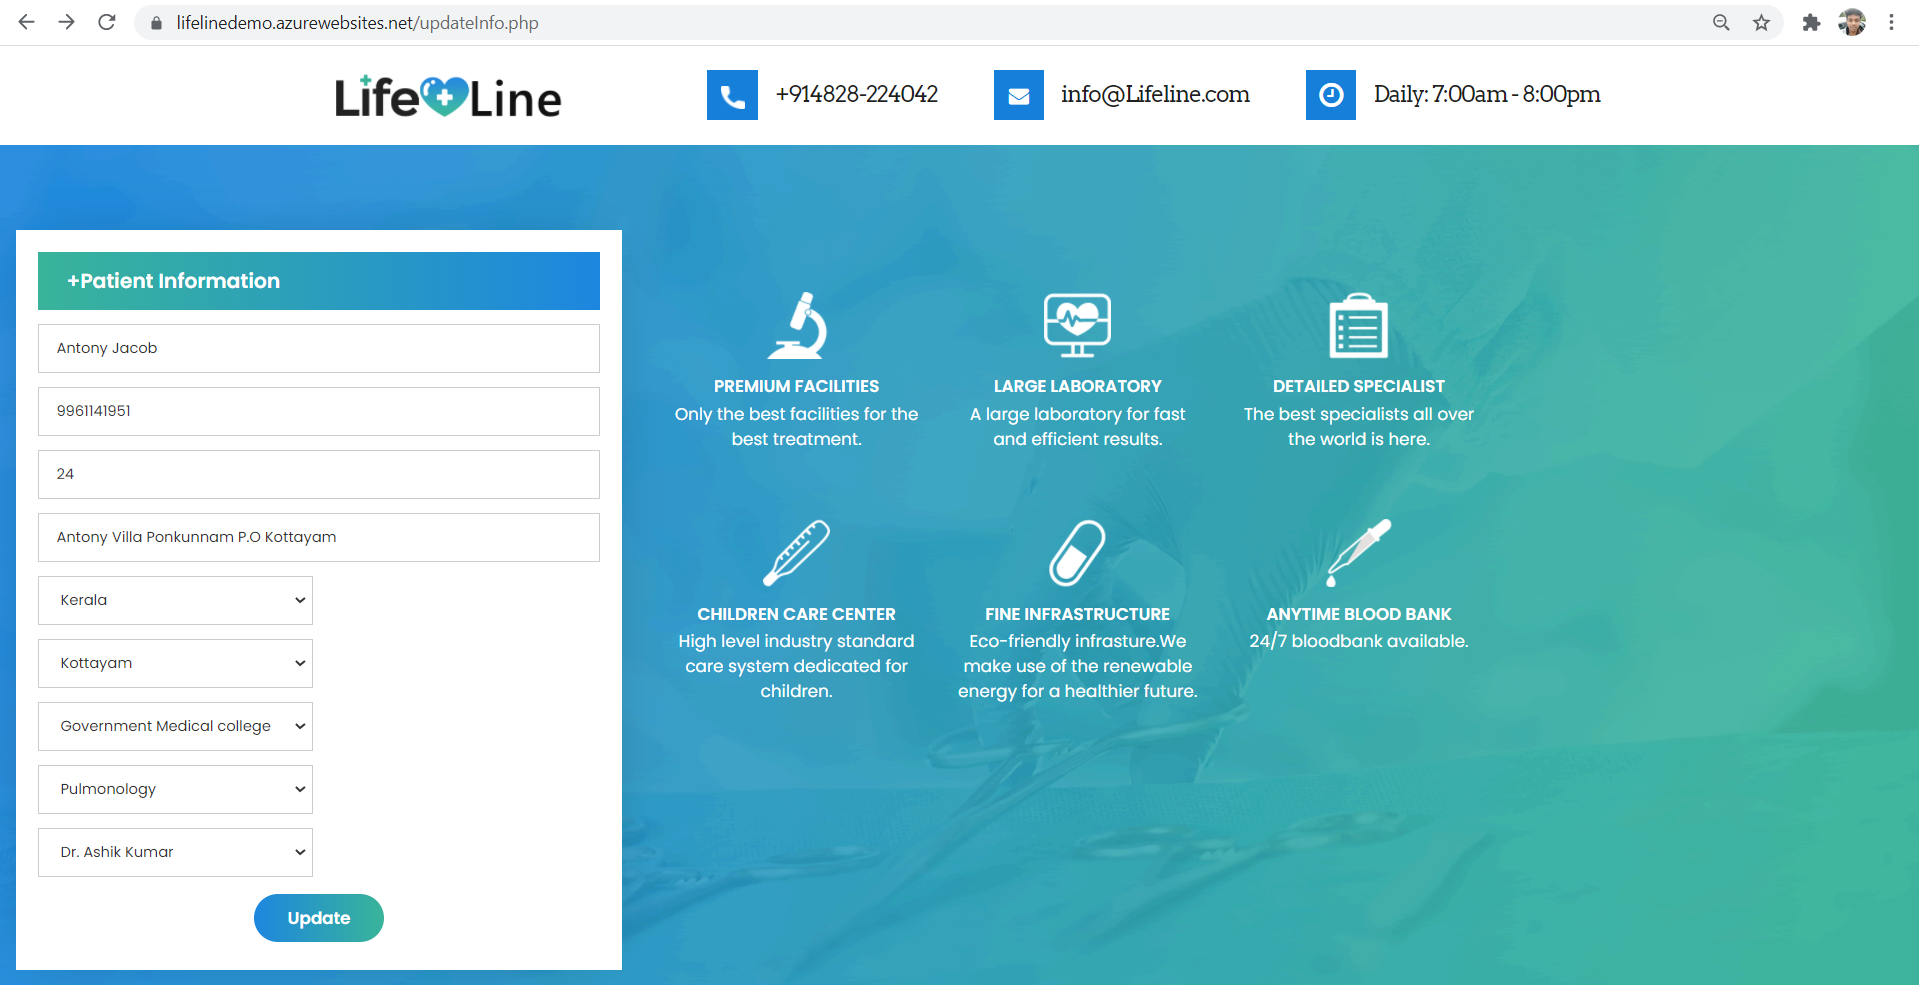 lifelinedemo.azurewebsites.net/updateInfo.php
Life Line
+914828-224042
info@Lifeline.com
Daily: 7:00am - 8:00pm
+Patient Information
Antony Jacob
9961141951
24
Antony Villa Ponkunnam P.O Kottayam
Kerala
Kottayam
Government Medical college
Pulmonology
Dr. Ashik Kumar
Update
PREMIUM FACILITIES
Only the best facilities for the
best treatment.
LARGE LABORATORY
A large laboratory for fast
and efficient results.
DETAILED SPECIALIST
The best specialists all over
the world is here.
CHILDREN CARE CENTER
High level industry standard
care system dedicated for
children.
FINE INFRASTRUCTURE
Eco-friendly infrasture.We
make use of the renewable
energy for a healthier future.
ANYTIME BLOOD BANK
24/7 bloodbank available.